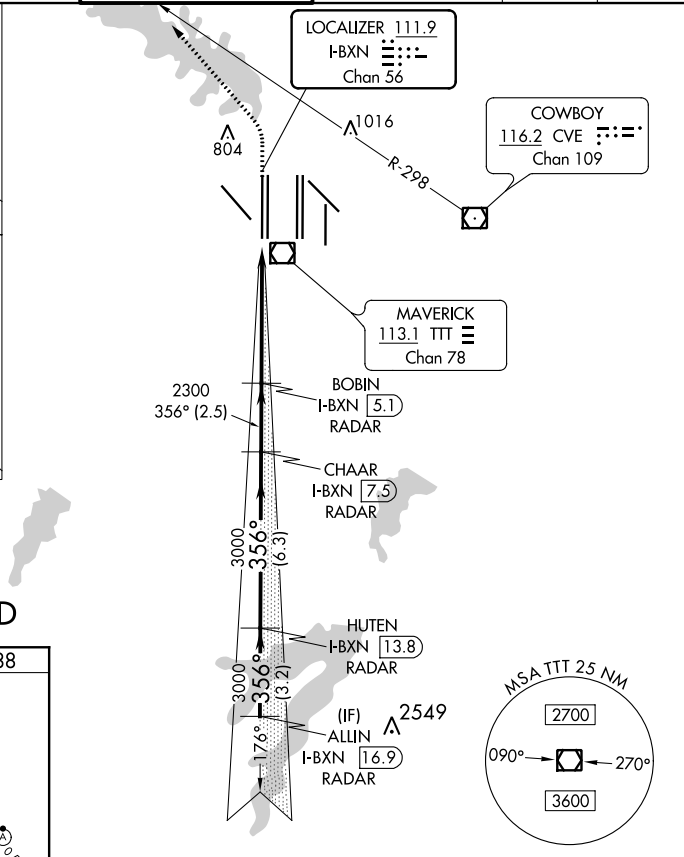 LOCALIZER 111.9
I-BXN
Chan 56
COWBOY
116.2 CVE
Chan 109
1016
804
R-298
MAVERICK
113.1 TTT
Chan 78
2300
356° (2.5)
BOBIN
I-BXN 5.1
RADAR
CHAAR
I-BXN 7.5
RADAR
3000
356°
(6.3)
HUTEN
I-BXN 13.8
RADAR
3000
356°
(3.2)
176°
(IF)
ALLIN
I-BXN 16.9
RADAR
2549
MSA TTT 25 NM
2700
090°
270°
3600
D
A